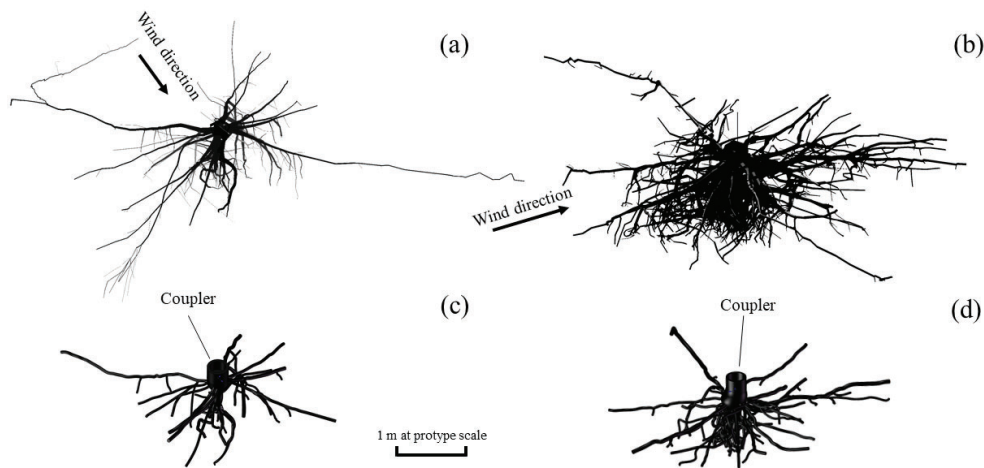 (a)
Wind direction
(b)
Wind direction
(c)
Coupler
(d)
Coupler
1 m at protype scale